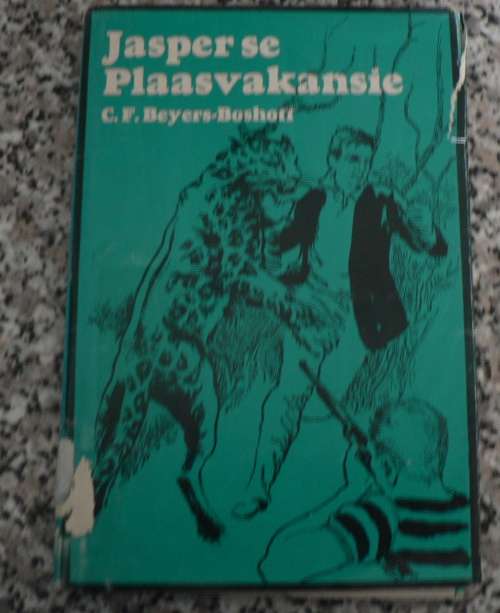 Jasper se
Plaasvakansie
C. F. Beyers-Boshoff